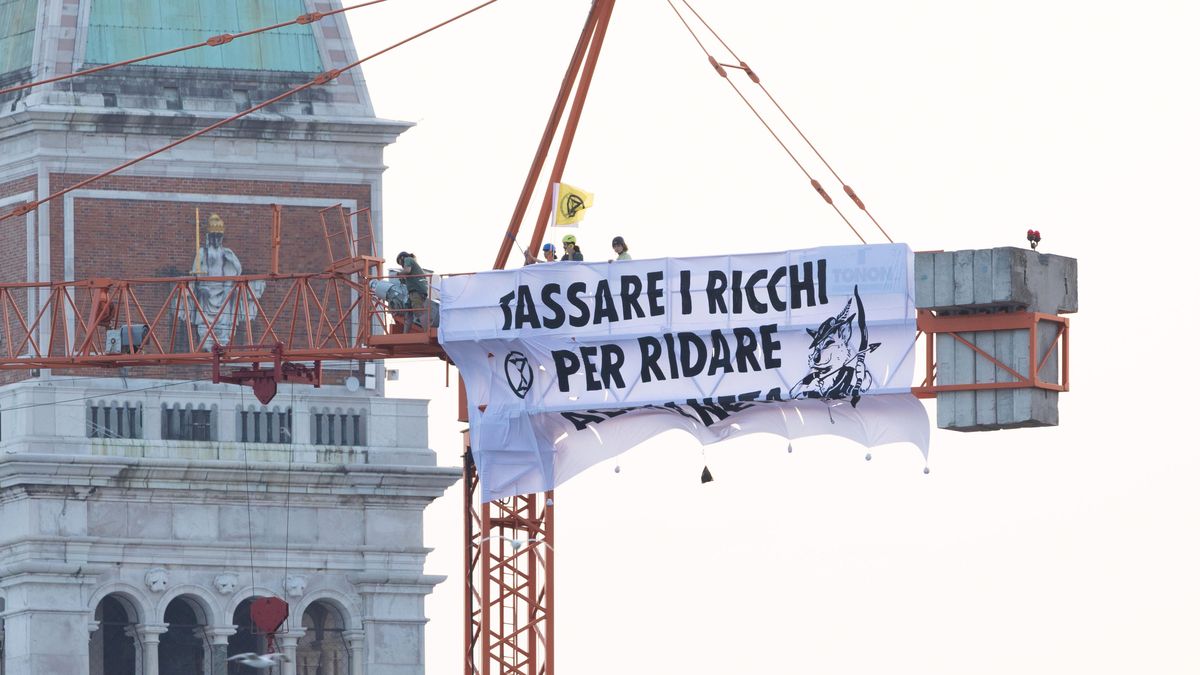 TASSARE I RICCHI
PER RIDARE
TONON